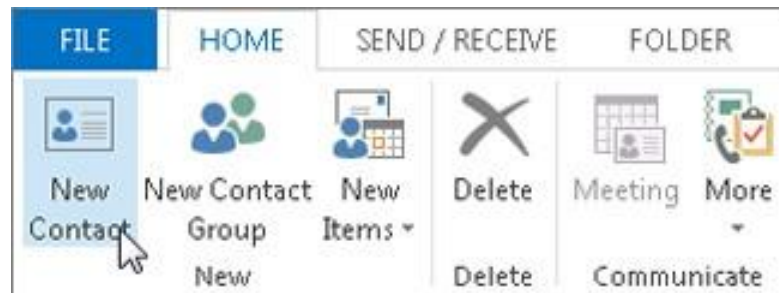 FILE HOME SEND / RECEIVE FOLDER
New New Contact New Delete Meeting More
Contact Group Items
New Delete Communicate